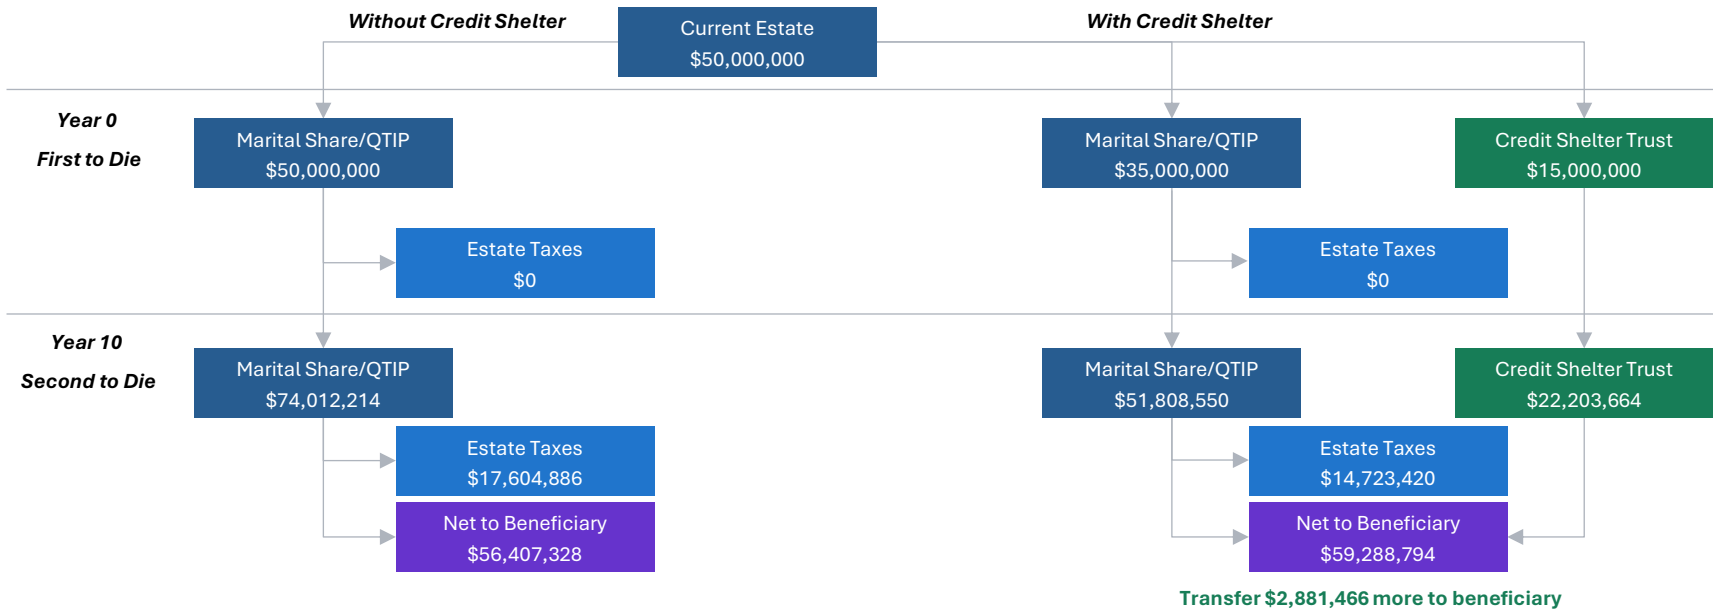 Without Credit Shelter
Current Estate
$50,000,000
With Credit Shelter
Year 0
First to Die
Marital Share/QTIP
$50,000,000
Marital Share/QTIP
$35,000,000
Credit Shelter Trust
$15,000,000
Estate Taxes
$0
Estate Taxes
$0
Year 10
Second to Die
Marital Share/QTIP
$74,012,214
Marital Share/QTIP
$51,808,550
Credit Shelter Trust
$22,203,664
Estate Taxes
$17,604,886
Estate Taxes
$14,723,420
Net to Beneficiary
$56,407,328
Net to Beneficiary
$59,288,794
Transfer $2,881,466 more to beneficiary